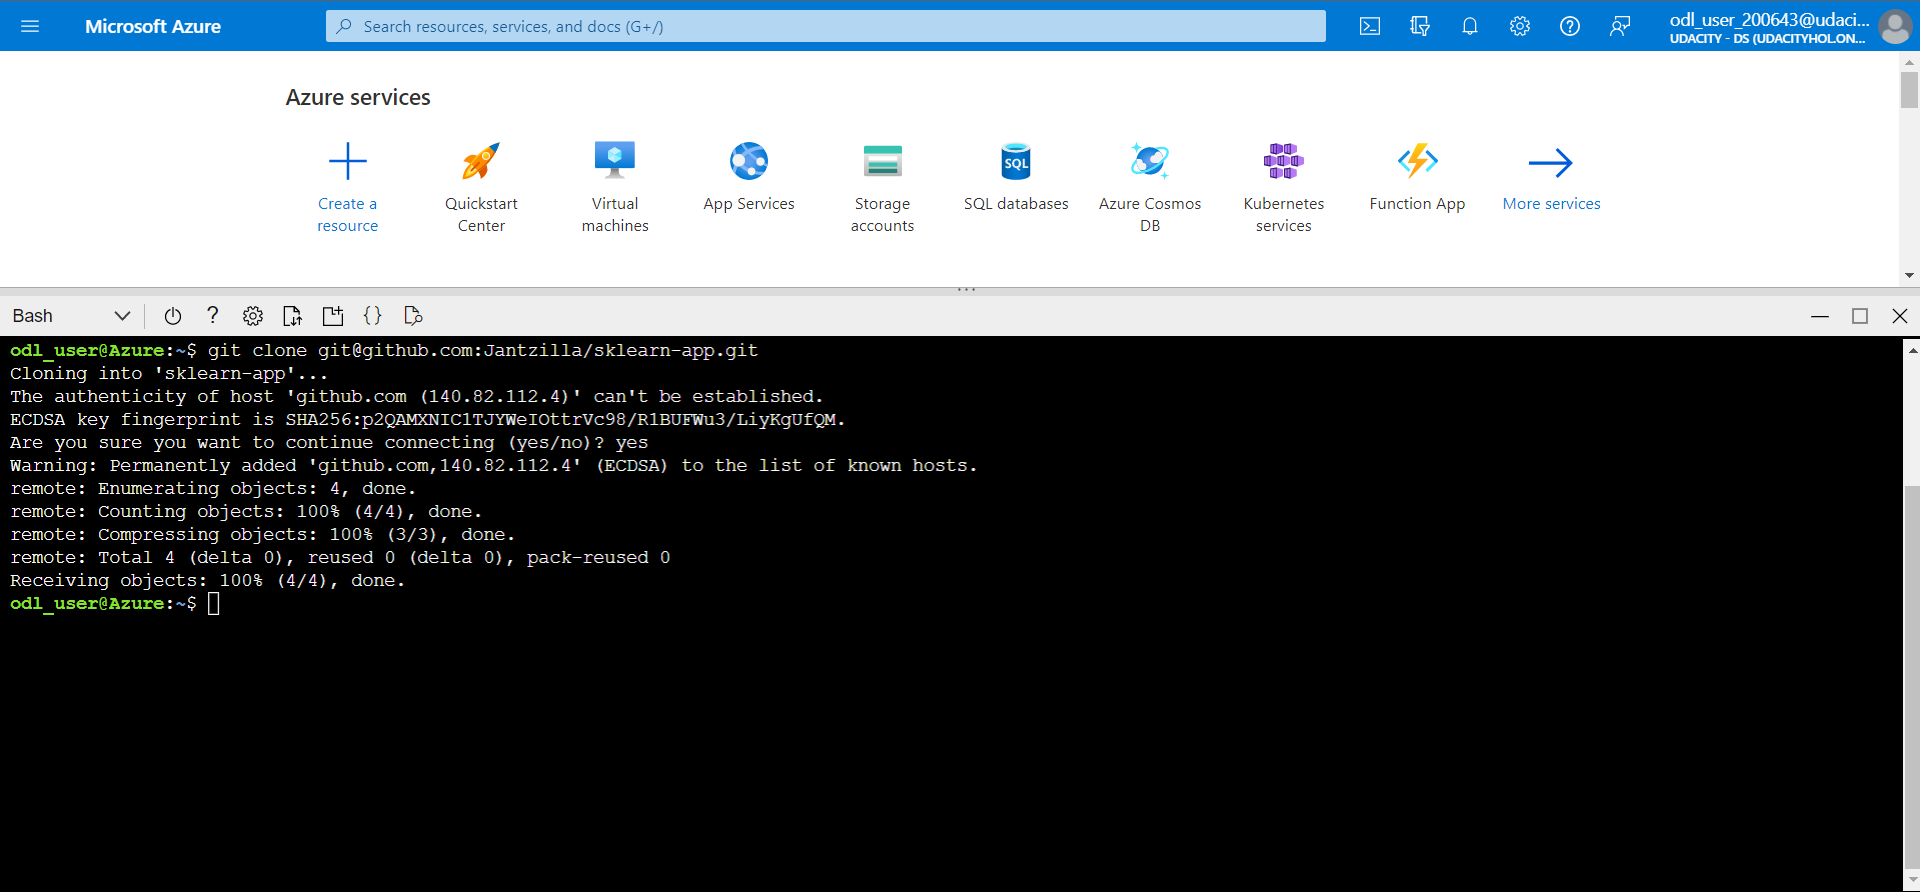 Microsoft Azure
Search resources, services, and docs (G+/)
odl_user_200643@udaci...
UDACITY - DS (UDACITYHOL.ON...
Azure services
Create a resource
Quickstart Center
Virtual machines
App Services
Storage accounts
SQL
SQL databases
Azure Cosmos DB
Kubernetes services
Function App
More services
Bash
odl_user@Azure:~$ git clone git@github.com:Jantzilla/sklearn-app.git
Cloning into 'sklearn-app'...
The authenticity of host 'github.com (140.82.112.4)' can't be established.
ECDSA key fingerprint is SHA256:p2QAMXNIC1TJYWeIOttrVc98/R1BUFWu3/LiyKgUfQM.
Are you sure you want to continue connecting (yes/no)? yes
Warning: Permanently added 'github.com,140.82.112.4' (ECDSA) to the list of known hosts.
remote: Enumerating objects: 4, done.
remote: Counting objects: 100% (4/4), done.
remote: Compressing objects: 100% (3/3), done.
remote: Total 4 (delta 0), reused 0 (delta 0), pack-reused 0
Receiving objects: 100% (4/4), done.
odl_user@Azure:~$